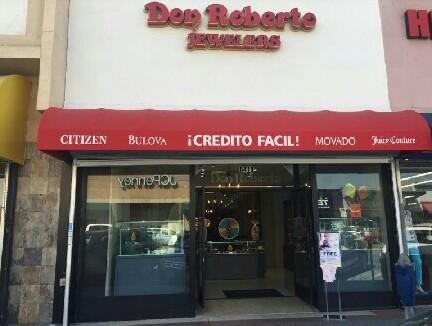 Don Roberto
JEWELERS
CITIZEN BULOVA ¡CREDITO FACIL! MOVADO Juicy Couture
JCPenney